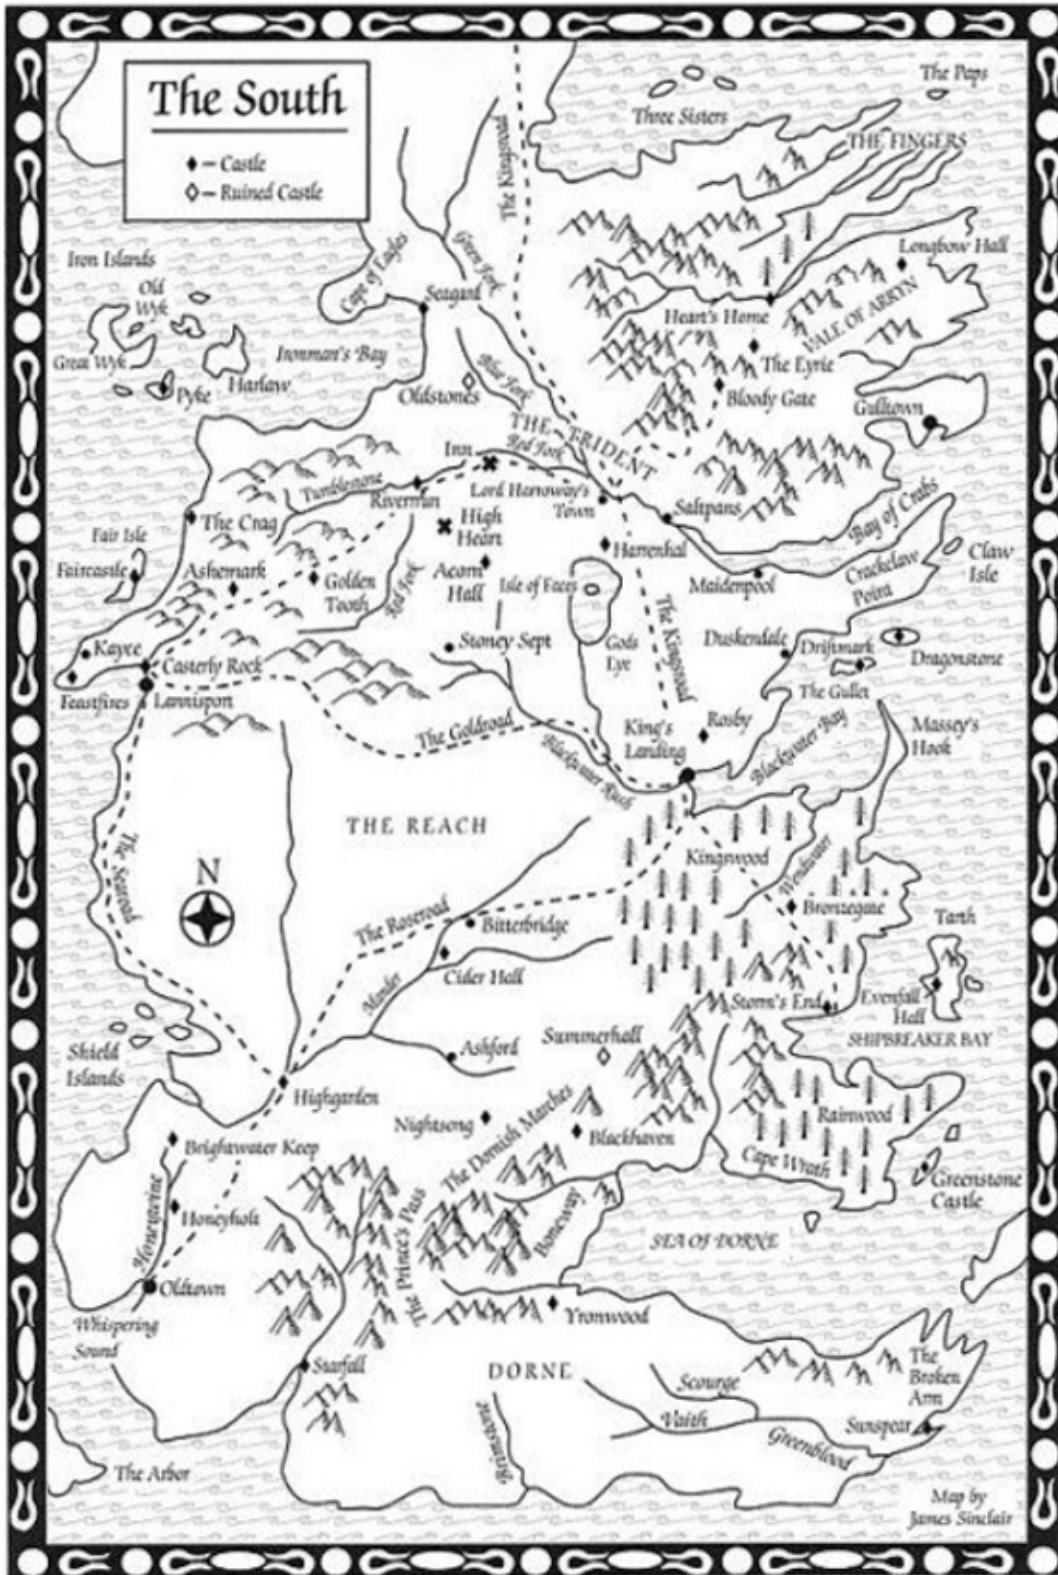 The South
– Castle
– Ruined Castle
The Paps
Three Sisters
THE FINGERS
The Kingsroad
Green Fork
Cape of Eagles
Iron Islands
Old
Wyk
Great Wyk
Pyke
Harlaw
Ironman's Bay
Seagard
Longbow Hall
Heart's Home
VALE OF ARRYN
The Eyrie
Bloody Gate
Gulltown
Blue Fork
Oldstones
THE TRIDENT
Red Fork
Inn
Tumblestone
Riverrun
Lord Harroway's
Town
Saltpans
Bay of Crabs
The Crag
High
Heart
Harrenhal
Fair Isle
Faircastle
Ashemark
Golden
Tooth
Red Fork
Acorn
Hall
Isle of Faces
Maidenpool
Crackclaw
Point
Claw
Isle
Kayce
Casterly Rock
Feastfires
Lannisport
Stoney Sept
Gods
Eye
The Kingsroad
Duskendale
Driftmark
Dragonstone
The Gullet
Massey's
Hook
The Goldroad
King's
Landing
Rosby
Blackwater Rush
Blackwater Bay
THE REACH
Kingswood
Wendwater
The Searoad
N
The Roseroad
Bitterbridge
Bronzegate
Tarth
Mander
Cider Hall
Storm's End
Evenfall
Hall
SHIPBREAKER BAY
Shield
Islands
Ashford
Summerhall
Highgarden
Nightsong
The Dornish Marches
Blackhaven
Rainwood
Brightwater Keep
Cape Wrath
Greenstone
Castle
Honeywine
Honeyholt
The Prince's Pass
Boneway
SEA OF DORNE
Oldtown
Whispering
Sound
Yronwood
Starfall
DORNE
The
Broken
Arm
Scourge
Vaith
Sunspear
Greenblood
Brimstone
The Arbor
Map by
James Sinclair